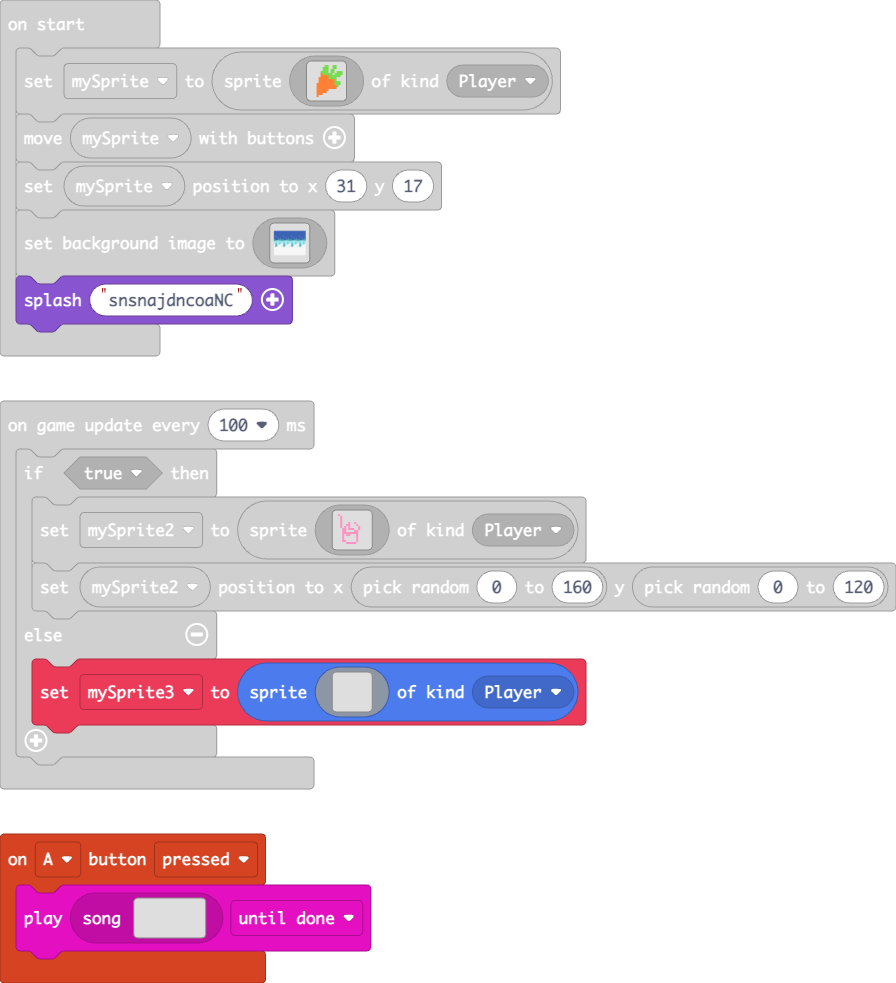 on start
set mySprite to sprite of kind Player
move mySprite with buttons
set mySprite position to x 31 y 17
set background image to
splash "snsnajdncoaNC"
on game update every 100 ms
if true then
set mySprite2 to sprite of kind Player
set mySprite2 position to x pick random 0 to 160 y pick random 0 to 120
else
set mySprite3 to sprite of kind Player
on A button pressed
play song until done